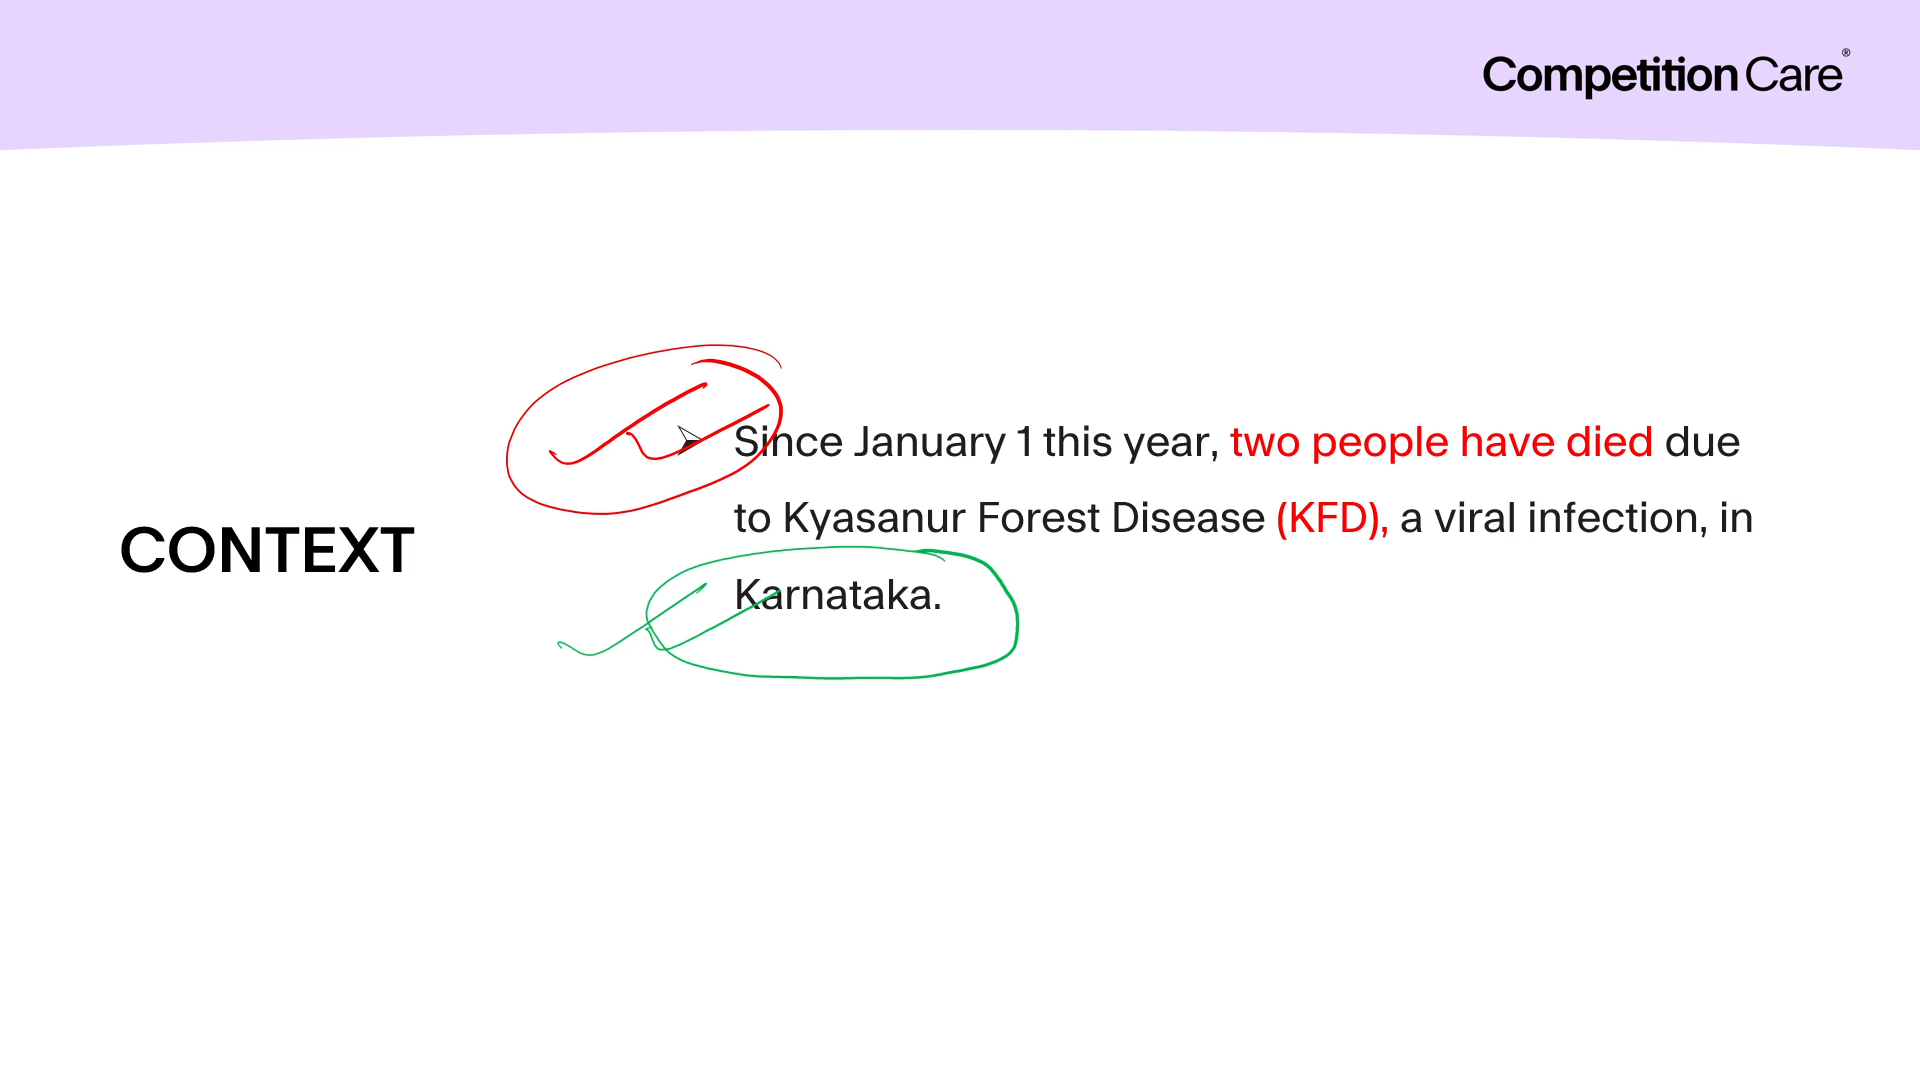 Competition Care®
Since January 1 this year, two people have died due
to Kyasanur Forest Disease (KFD), a viral infection, in
CONTEXT
Karnataka.